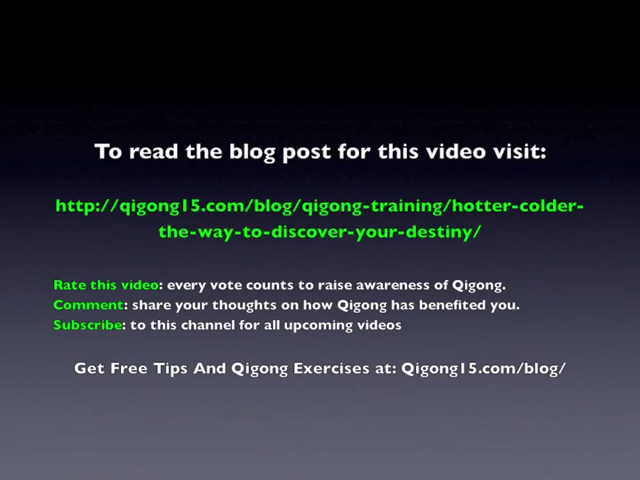 To read the blog post for this video visit:
http://qigong15.com/blog/qigong-training/hotter-colder-
the-way-to-discover-your-destiny/
Rate this video: every vote counts to raise awareness of Qigong.
Comment: share your thoughts on how Qigong has benefited you.
Subscribe: to this channel for all upcoming videos
Get Free Tips And Qigong Exercises at: Qigong15.com/blog/